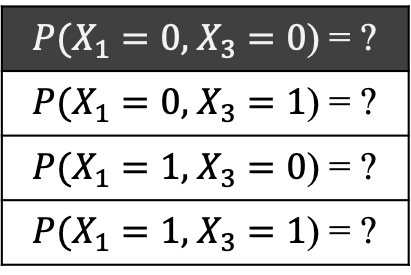 P(X₁ = 0, X₃ = 0) = ?
P(X₁ = 0, X₃ = 1) = ?
P(X₁ = 1, X₃ = 0) = ?
P(X₁ = 1, X₃ = 1) = ?